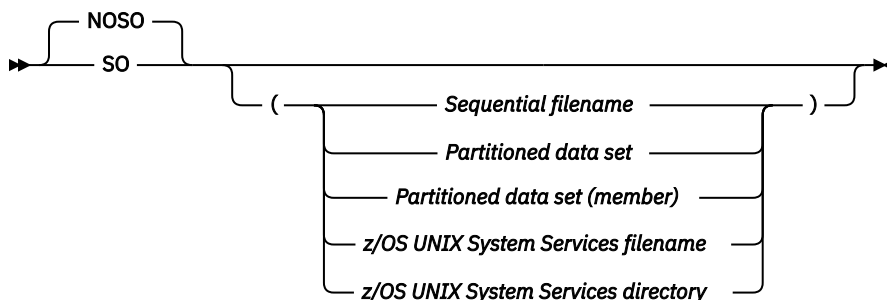 NOSO
SO
( Sequential filename )
Partitioned data set
Partitioned data set (member)
z/OS UNIX System Services filename
z/OS UNIX System Services directory